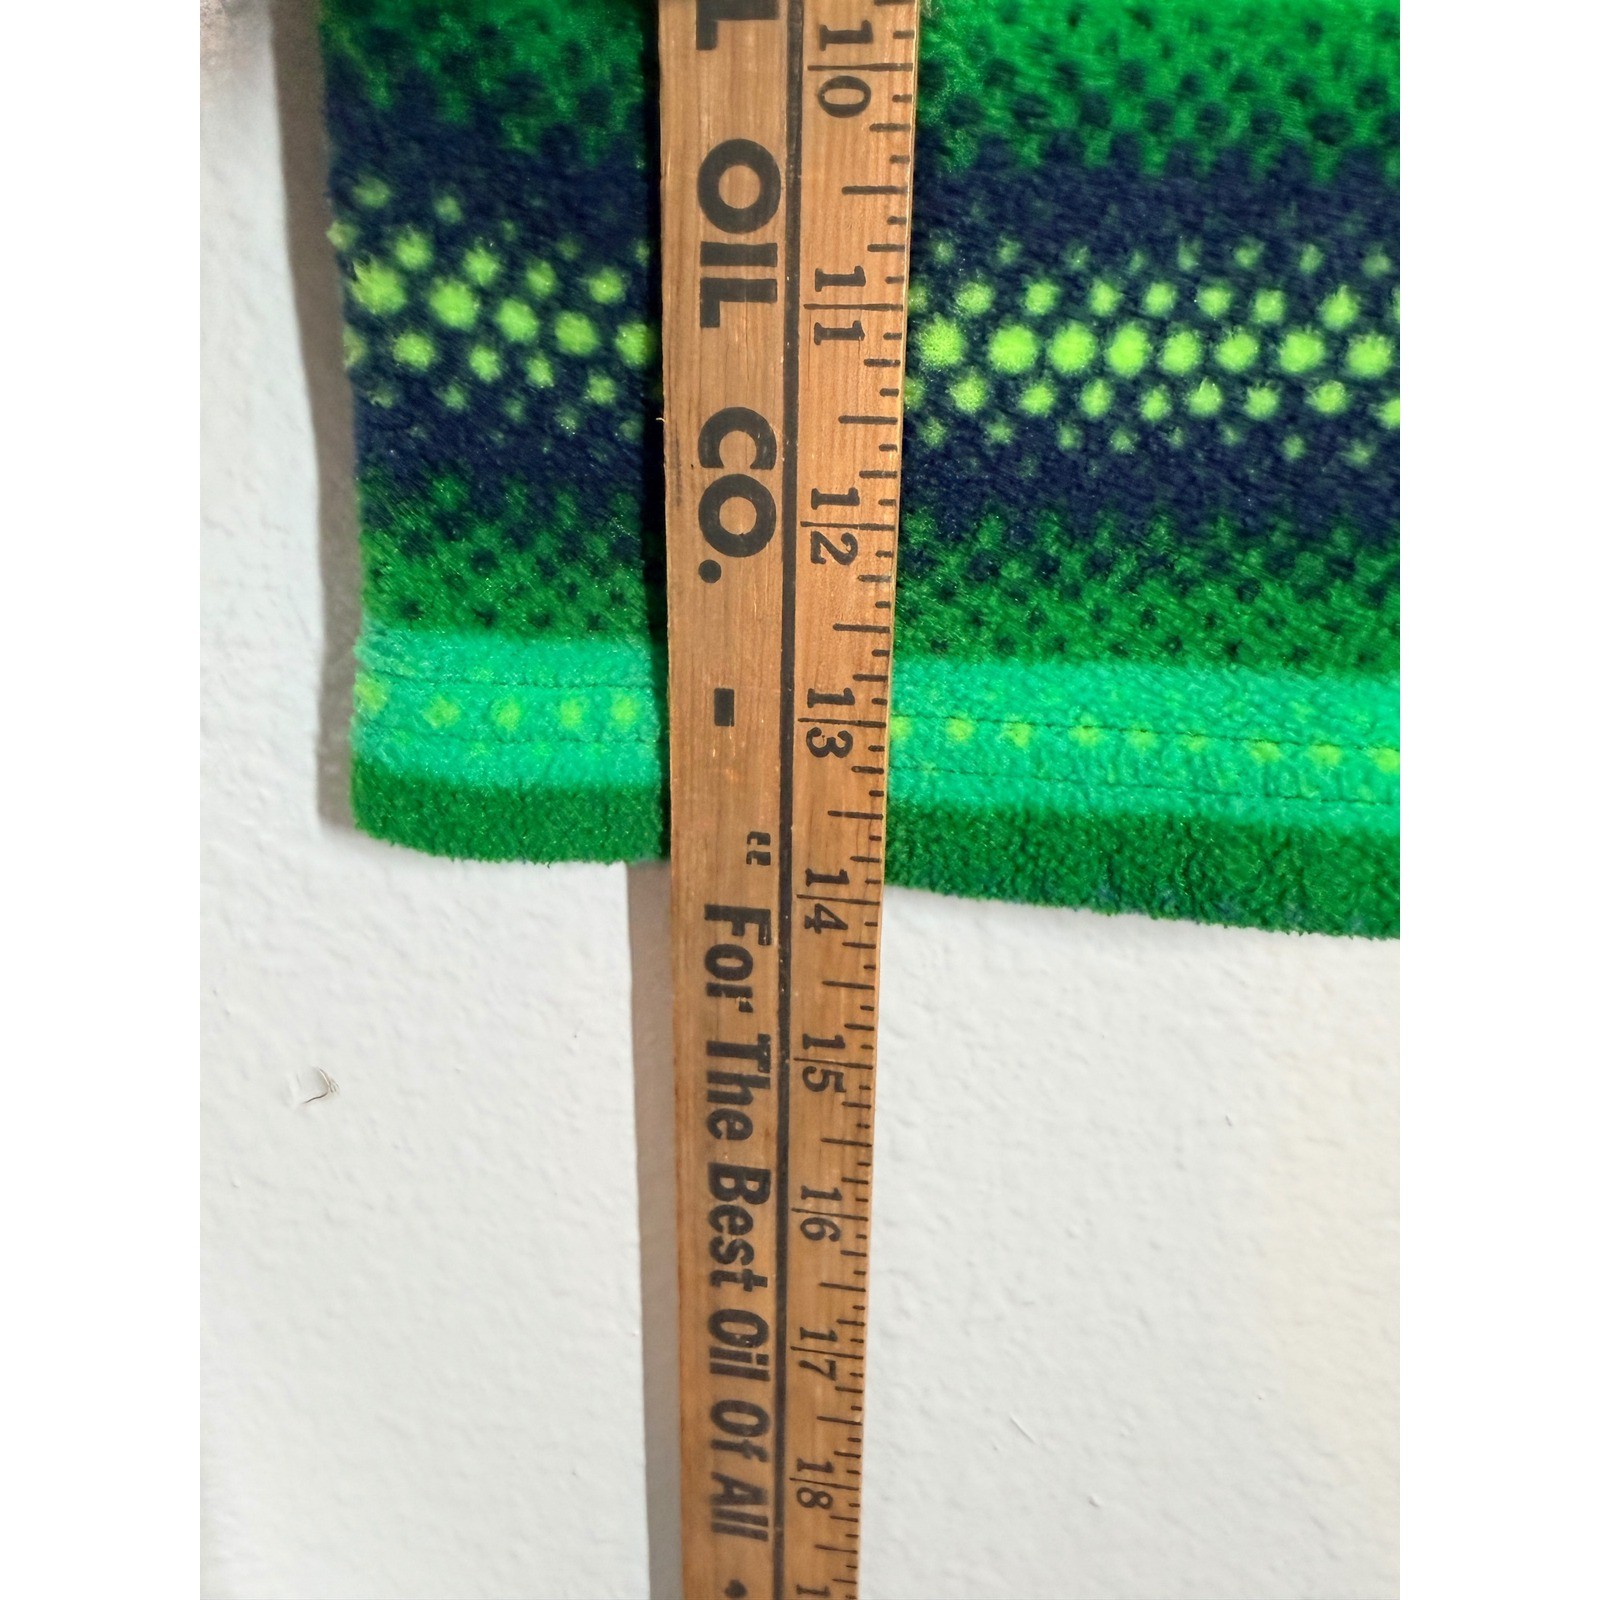 OIL CO. - "For The Best Oil Of All
10 11 12 13 14 15 16 17 18